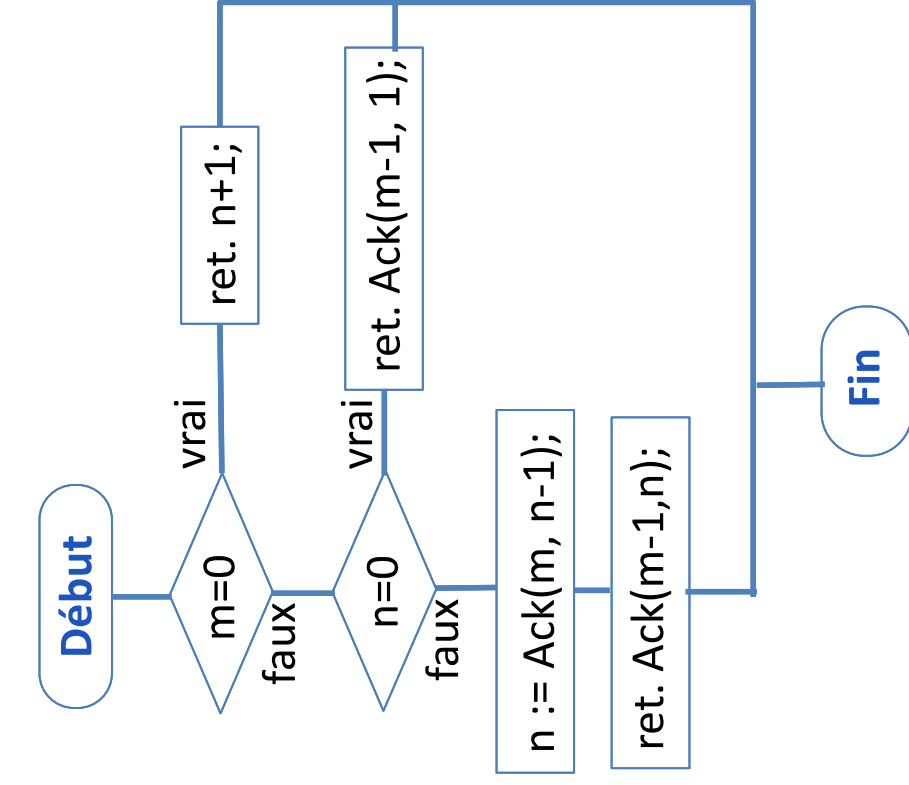 Début
m=0
vrai
ret. n+1;
faux
n=0
vrai
ret. Ack(m-1, 1);
faux
n := Ack(m, n-1);
ret. Ack(m-1,n);
Fin